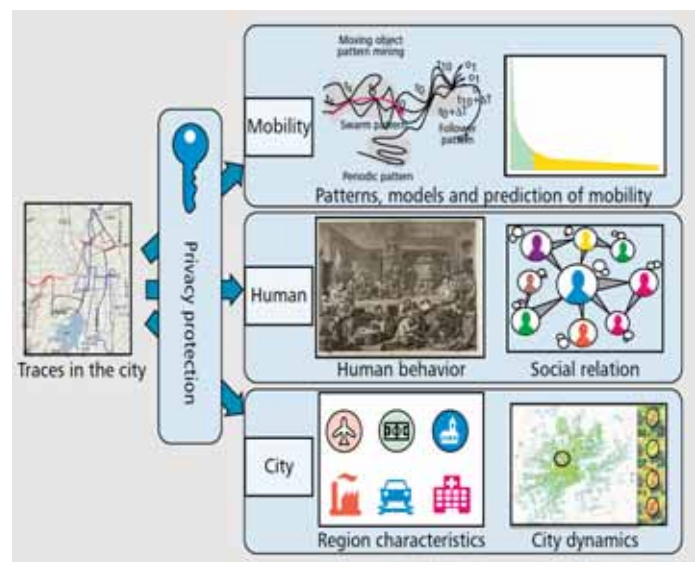 Moving object
pattern mining
Mobility
Swarm pattern
Follower
pattern
Periodic pattern
Patterns, models and prediction of mobility
Privacy protection
Traces in the city
Human
Human behavior
Social relation
City
Region characteristics
City dynamics